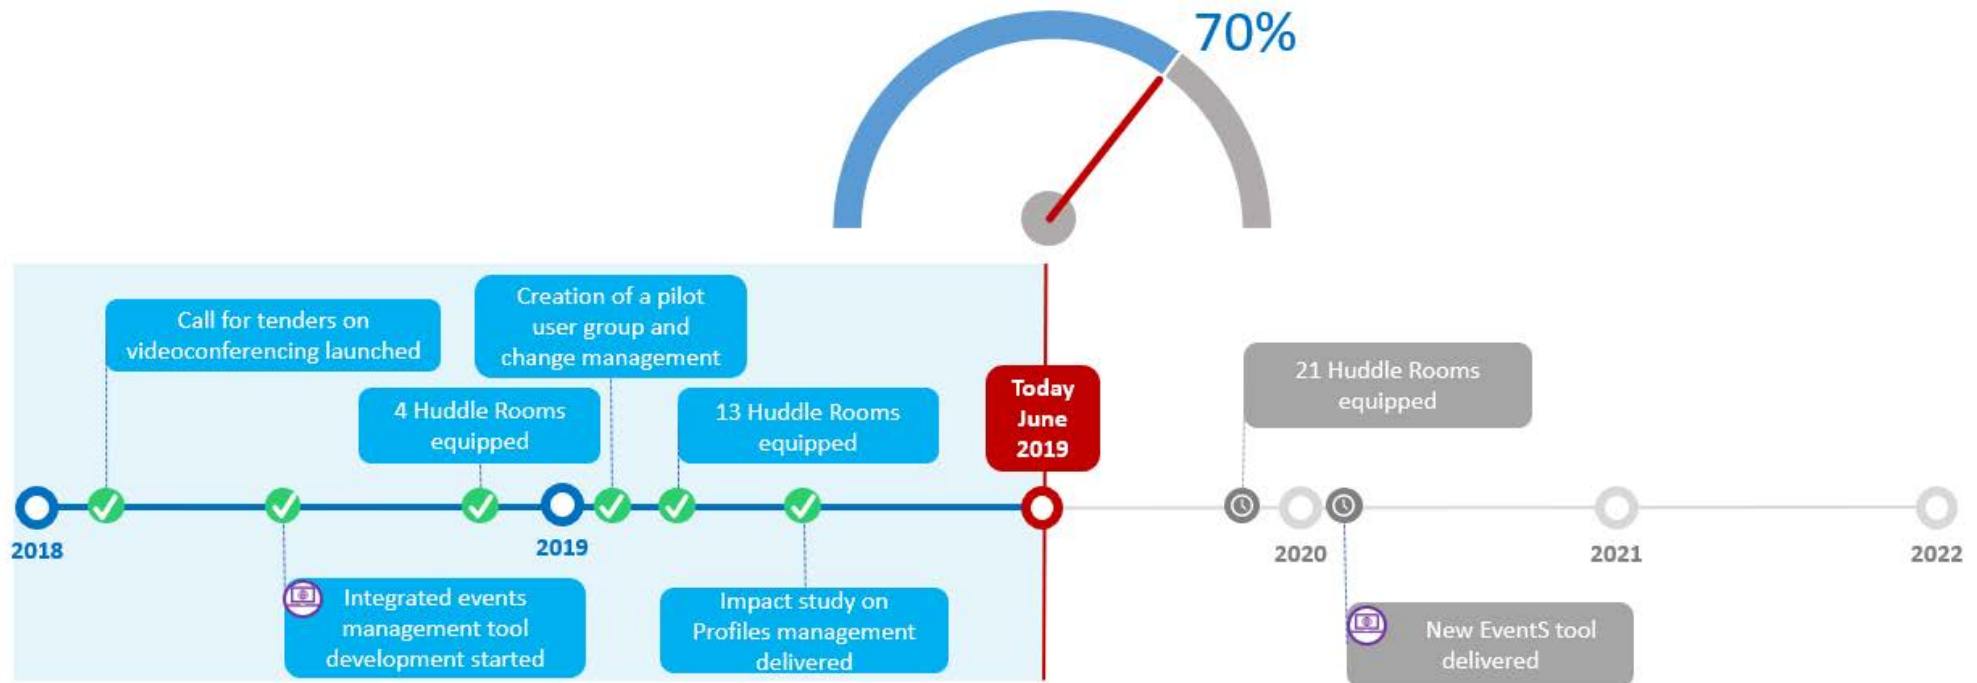 70%
Call for tenders on
videoconferencing launched
Creation of a pilot
user group and
change management
4 Huddle Rooms
equipped
13 Huddle Rooms
equipped
Today
June
2019
21 Huddle Rooms
equipped
2018
2019
2020
2021
2022
Integrated events
management tool
development started
Impact study on
Profiles management
delivered
New EventS tool
delivered